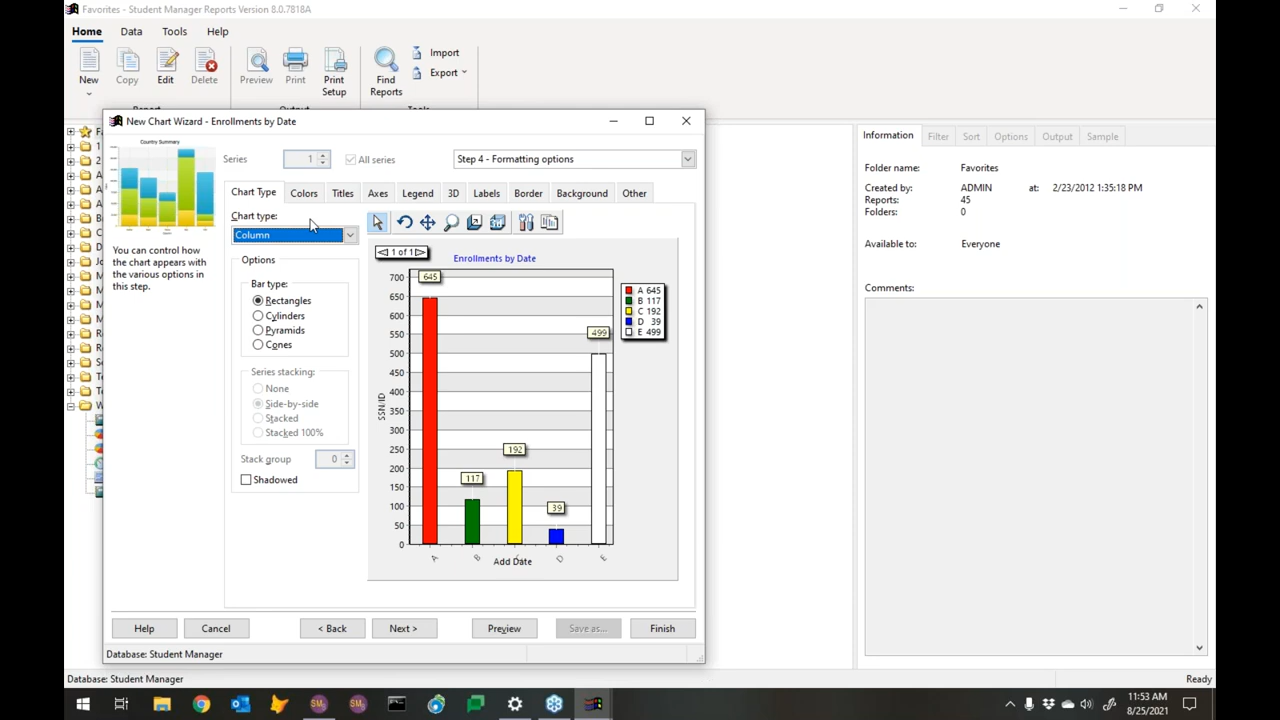 Favorites - Student Manager Reports Version 8.0.7818A
Home Data Tools Help
New Copy Edit Delete Preview Print Print Setup Find Reports Import
Export
Report Output Tools
New Chart Wizard - Enrollments by Date
Country Summary
You can control how
the chart appears with
the various options in
this step.
Series 1 All series Step 4 - Formatting options
Chart Type Colors Titles Axes Legend 3D Labels Border Background Other
Chart type:
Column
Options
Bar type:
Rectangles
Cylinders
Pyramids
Cones
Series stacking:
None
Side-by-side
Stacked
Stacked 100%
Stack group 0
Shadowed
1 of 1
Enrollments by Date
700
650
600
550
500
450
400
350
300
250
200
150
100
50
0
SSN/ID
645
117
192
39
499
A B C D E
Add Date
A 645
B 117
C 192
D 39
E 499
Help Cancel < Back Next > Preview Save as... Finish
Database: Student Manager
Information Filter Sort Options Output Sample
Folder name: Favorites
Created by: ADMIN at: 2/23/2012 1:35:18 PM
Reports: 45
Folders: 0
Available to: Everyone
Comments:
Database: Student Manager Ready
11:53 AM
8/25/2021